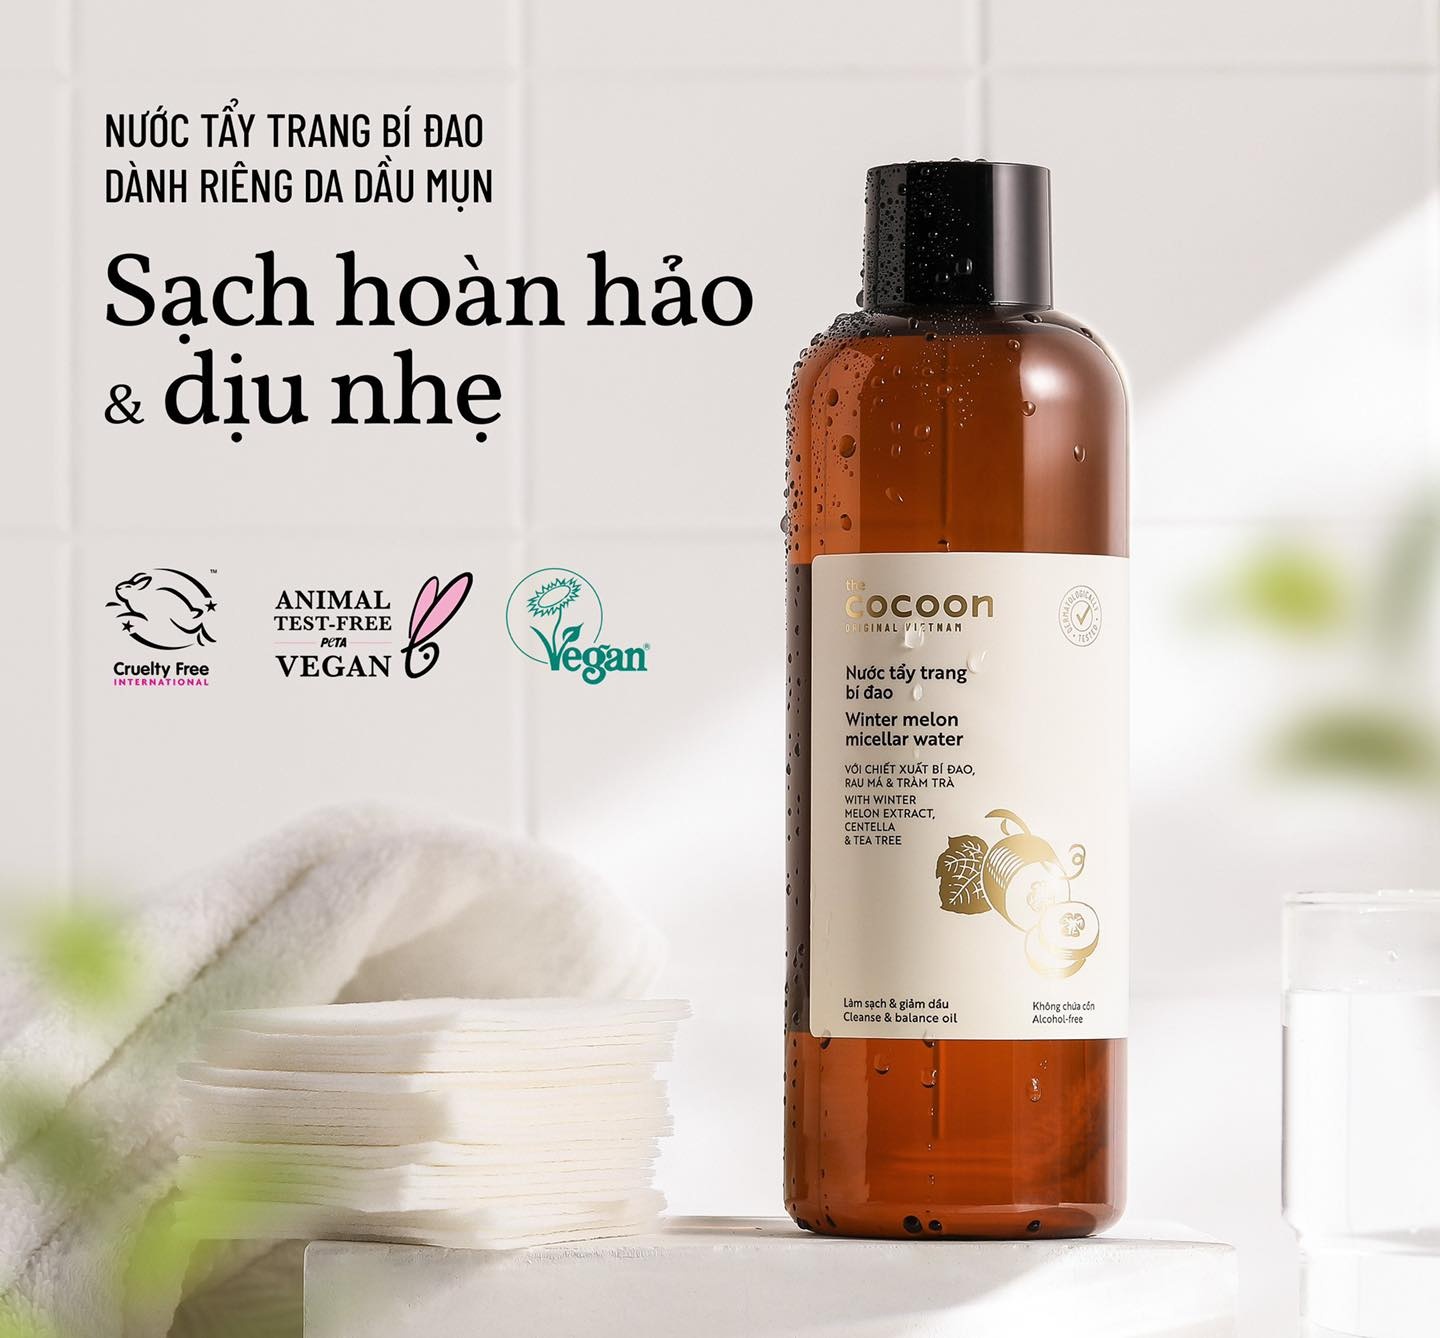 NƯỚC TẨY TRANG BÍ ĐAO
DÀNH RIÊNG DA DẦU MỤN
Sạch hoàn hảo
& dịu nhẹ
TM
Cruelty Free
INTERNATIONAL
ANIMAL
TEST-FREE
PETA
VEGAN
Vegan®
the
cocoon
ORIGINAL VIETNAM
DERMATOLOGICALLY
TESTED
Nước tẩy trang
bí đao
Winter melon
micellar water
VỚI CHIẾT XUẤT BÍ ĐAO,
RAU MÁ & TRÀM TRÀ
WITH WINTER
MELON EXTRACT,
CENTELLA
& TEA TREE
Làm sạch & giảm dầu
Cleanse & balance oil
Không chứa cồn
Alcohol-free